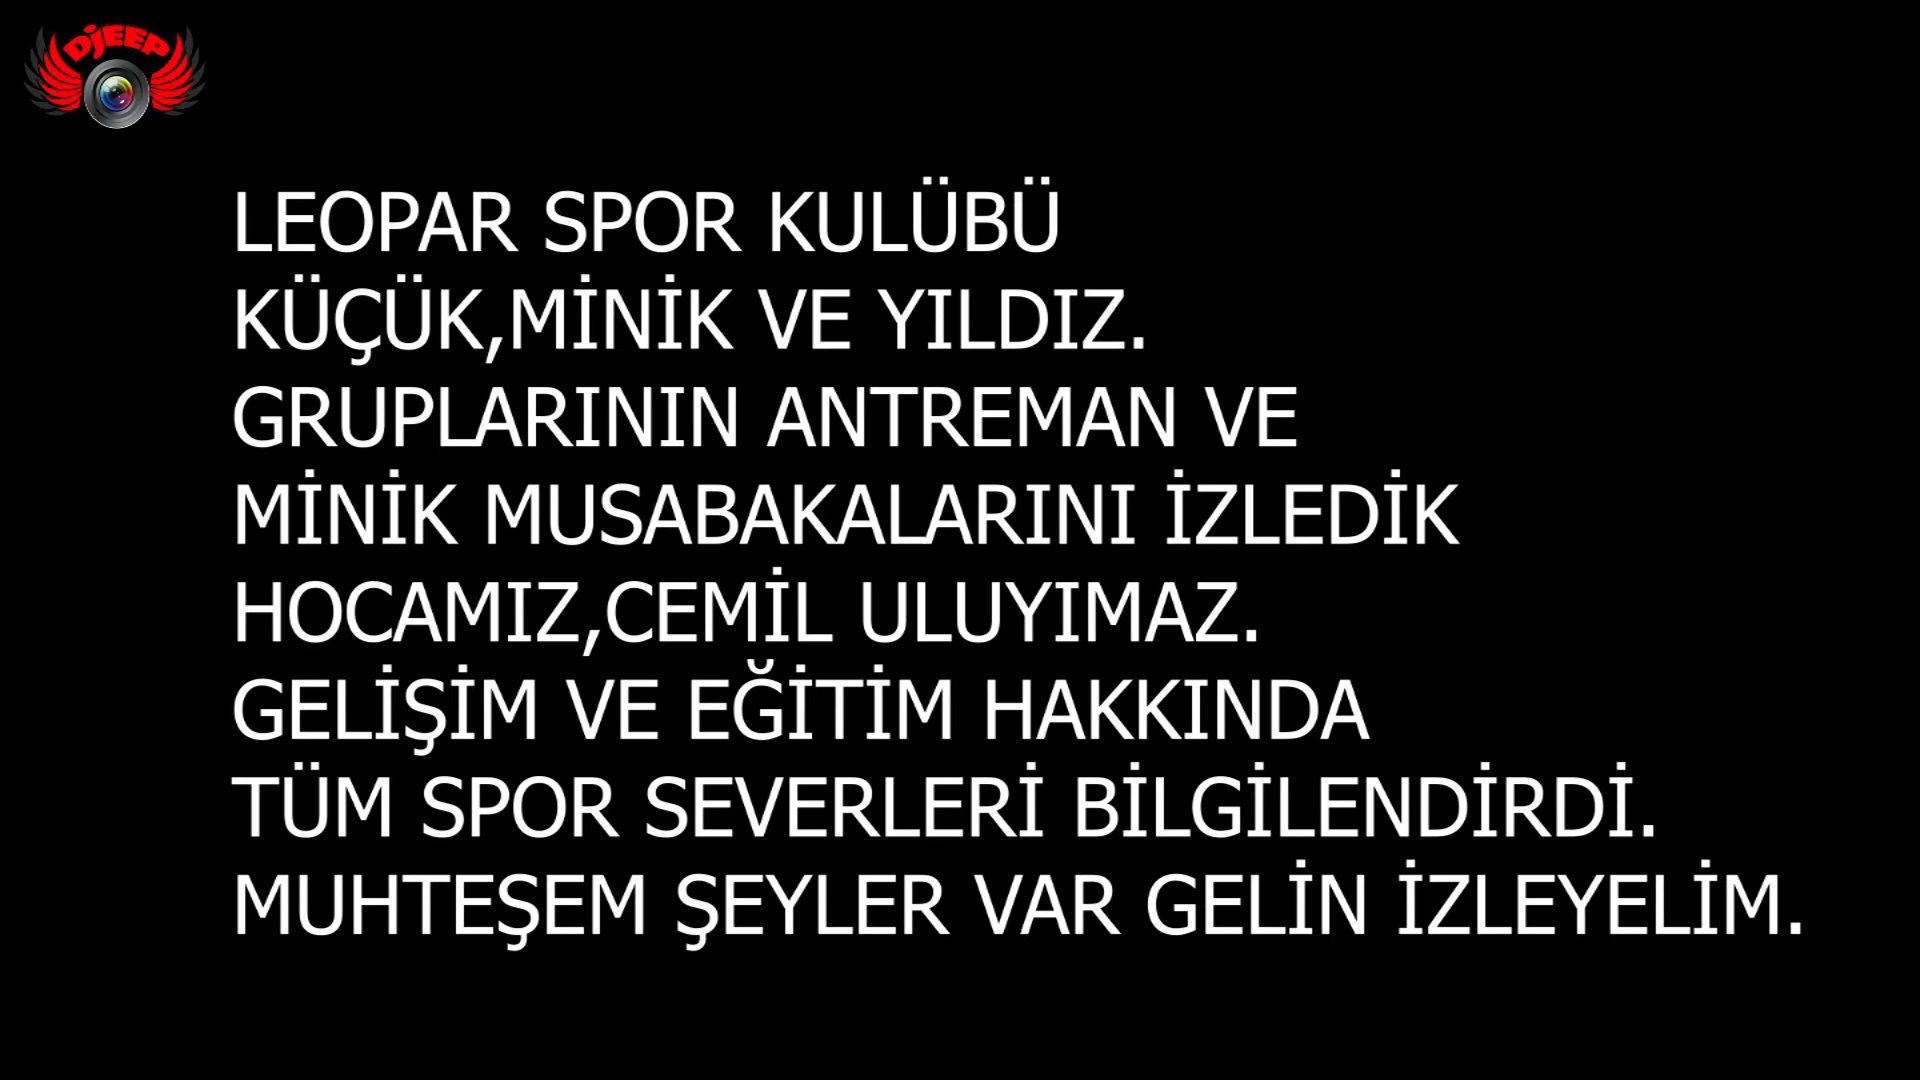 DjEEP
LEOPAR SPOR KULÜBÜ
KÜÇÜK,MİNİK VE YILDIZ.
GRUPLARININ ANTREMAN VE
MİNİK MUSABAKALARINI İZLEDİK
HOCAMIZ,CEMİL ULUYIMAZ.
GELİŞİM VE EĞİTİM HAKKINDA
TÜM SPOR SEVERLERİ BİLGİLENDİRDİ.
MUHTEŞEM ŞEYLER VAR GELİN İZLEYELİM.